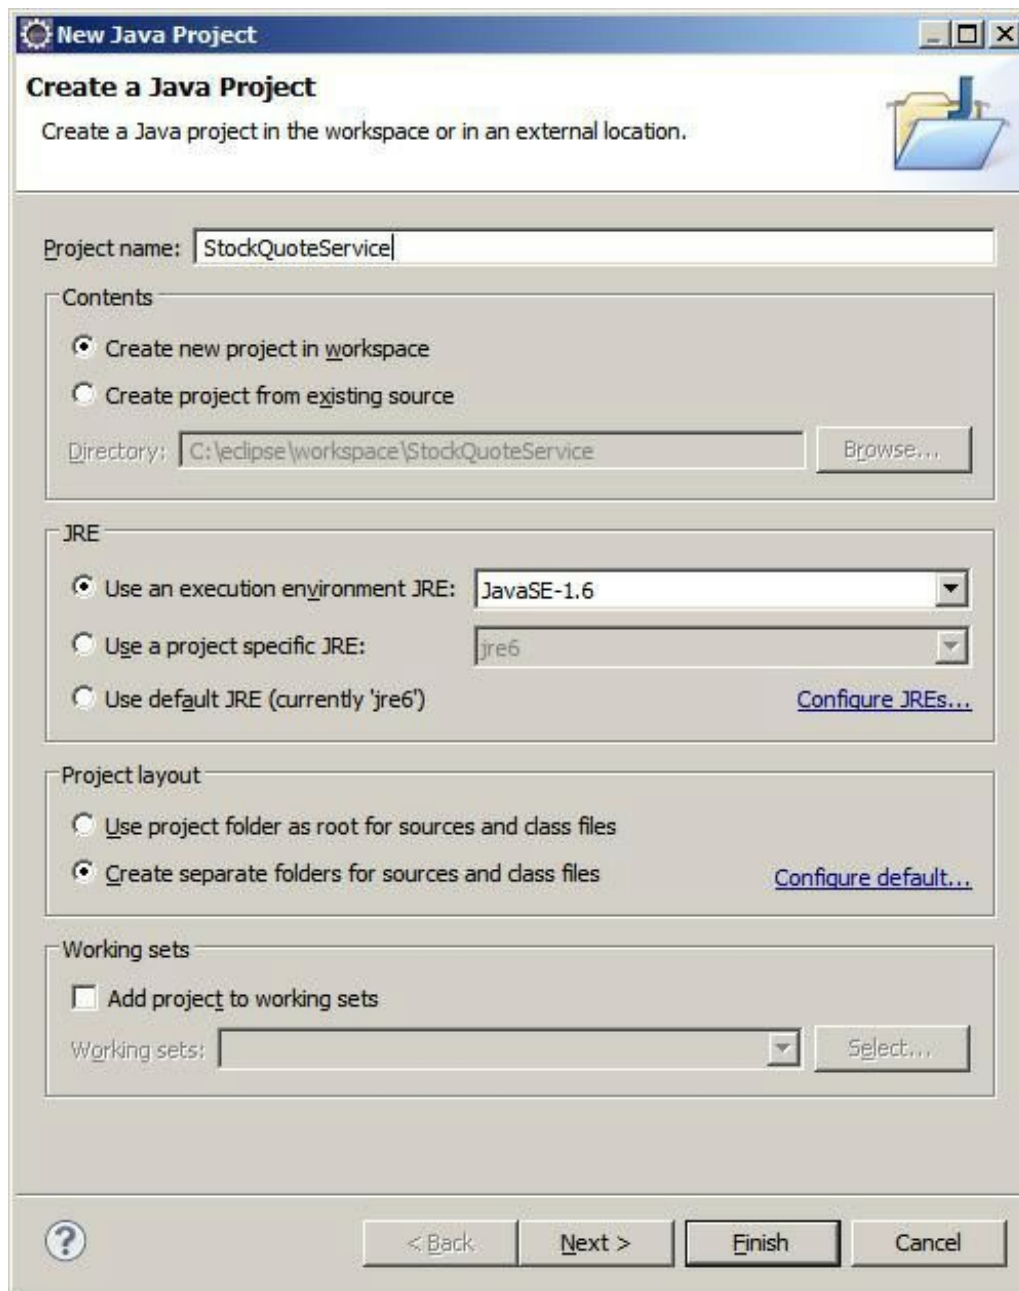 New Java Project
Create a Java Project
Create a Java project in the workspace or in an external location.
Project name: StockQuoteService
Contents
Create new project in workspace
Create project from existing source
Directory: C:\eclipse\workspace\StockQuoteService Browse...
JRE
Use an execution environment JRE: JavaSE-1.6
Use a project specific JRE: jre6
Use default JRE (currently 'jre6') Configure JREs...
Project layout
Use project folder as root for sources and class files
Create separate folders for sources and class files Configure default...
Working sets
Add project to working sets
Working sets: Select...
? < Back Next > Finish Cancel